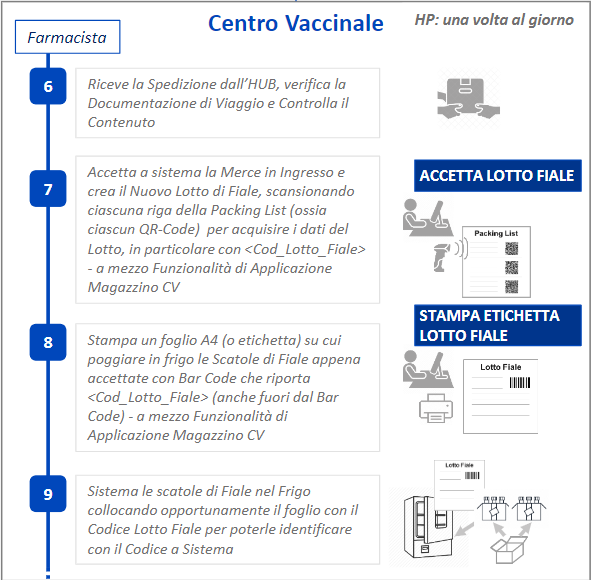 Centro Vaccinale
HP: una volta al giorno
Farmacista
6
Riceve la Spedizione dall'HUB, verifica la
Documentazione di Viaggio e Controlla il
Contenuto
7
Accetta a sistema la Merce in Ingresso e
crea il Nuovo Lotto di Fiale, scansionando
ciascuna riga della Packing List (ossia
ciascun QR-Code) per acquisire i dati del
Lotto, in particolare con <Cod_Lotto_Fiale>
- a mezzo Funzionalità di Applicazione
Magazzino CV
ACCETTA LOTTO FIALE
Packing List
8
Stampa un foglio A4 (o etichetta) su cui
poggiare in frigo le Scatole di Fiale appena
accettate con Bar Code che riporta
<Cod_Lotto_Fiale> (anche fuori dal Bar
Code) - a mezzo Funzionalità di
Applicazione Magazzino CV
STAMPA ETICHETTA
LOTTO FIALE
Lotto Fiale
9
Sistema le scatole di Fiale nel Frigo
collocando opportunamente il foglio con il
Codice Lotto Fiale per poterle identificare
con il Codice a Sistema
Lotto Fiale